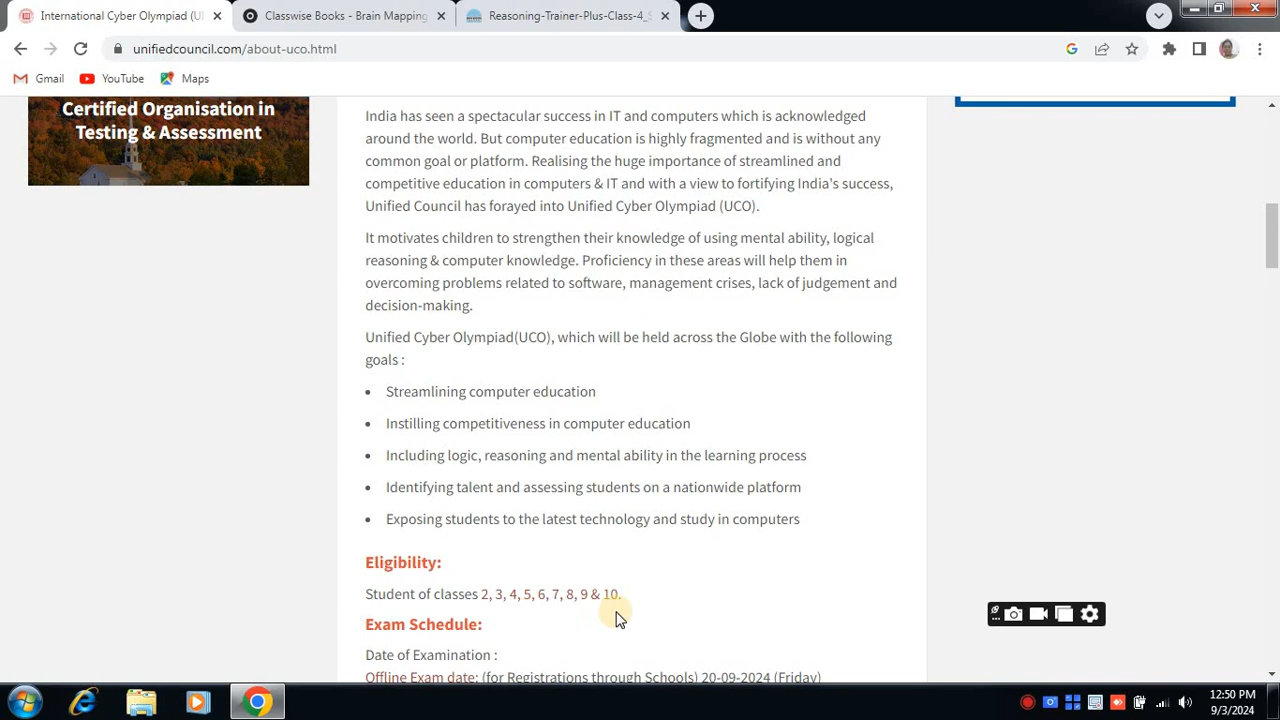 International Cyber Olympiad (U
Classwise Books - Brain Mapping
Reasoning-Trainer-Plus-Class-4_S
unifiedcouncil.com/about-uco.html
Gmail
YouTube
Maps
Certified Organisation in
Testing & Assessment
India has seen a spectacular success in IT and computers which is acknowledged
around the world. But computer education is highly fragmented and is without any
common goal or platform. Realising the huge importance of streamlined and
competitive education in computers & IT and with a view to fortifying India's success,
Unified Council has forayed into Unified Cyber Olympiad (UCO).
It motivates children to strengthen their knowledge of using mental ability, logical
reasoning & computer knowledge. Proficiency in these areas will help them in
overcoming problems related to software, management crises, lack of judgement and
decision-making.
Unified Cyber Olympiad(UCO), which will be held across the Globe with the following
goals :
• Streamlining computer education
• Instilling competitiveness in computer education
• Including logic, reasoning and mental ability in the learning process
• Identifying talent and assessing students on a nationwide platform
• Exposing students to the latest technology and study in computers
Eligibility:
Student of classes 2, 3, 4, 5, 6, 7, 8, 9 & 10.
Exam Schedule:
Date of Examination :
Offline Exam date: (for Registrations through Schools) 20-09-2024 (Friday)
12:50 PM
9/3/2024